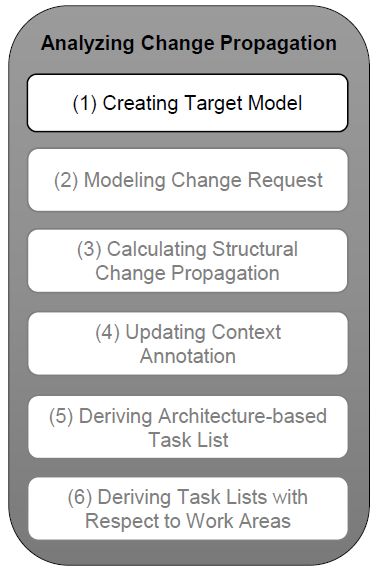 Analyzing Change Propagation
(1) Creating Target Model
(2) Modeling Change Request
(3) Calculating Structural
Change Propagation
(4) Updating Context
Annotation
(5) Deriving Architecture-based
Task List
(6) Deriving Task Lists with
Respect to Work Areas